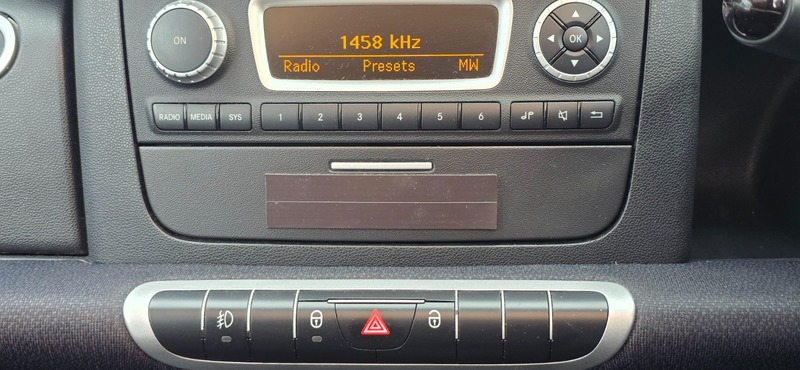 1458 kHz
ON
OK
Radio Presets MW
RADIO MEDIA SYS 1 2 3 4 5 6